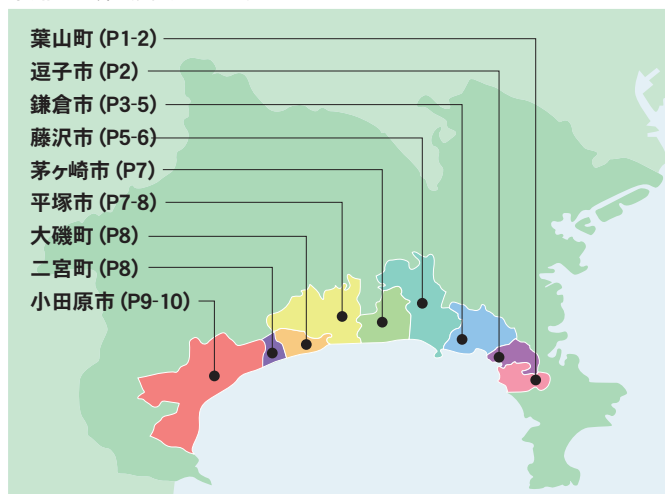 葉山町 (P1-2)
逗子市 (P2)
鎌倉市 (P3-5)
藤沢市 (P5-6)
茅ヶ崎市 (P7)
平塚市 (P7-8)
大磯町 (P8)
二宮町 (P8)
小田原市 (P9-10)